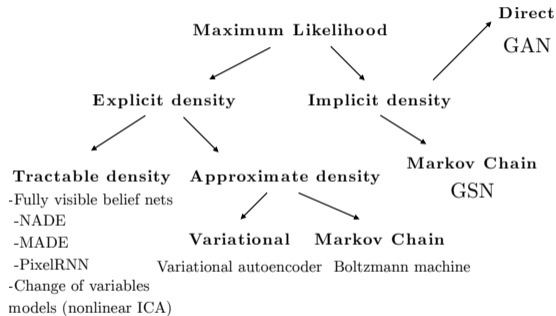 Direct
GAN
Maximum Likelihood
Explicit density
Implicit density
Markov Chain
GSN
Tractable density
-Fully visible belief nets
-NADE
-MADE
-PixelRNN
-Change of variables
models (nonlinear ICA)
Approximate density
Variational
Variational autoencoder
Markov Chain
Boltzmann machine